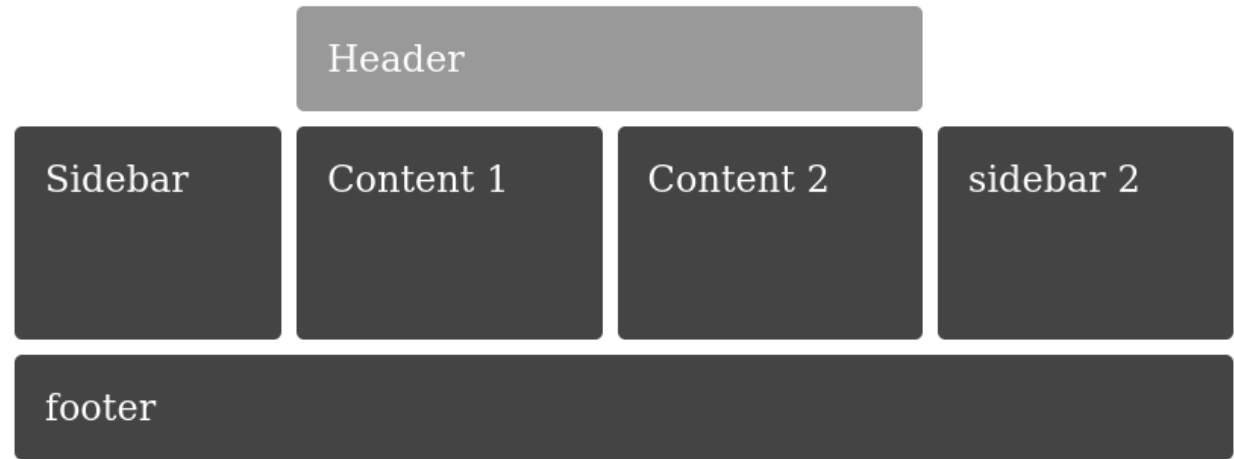 Header
Sidebar
Content 1
Content 2
sidebar 2
footer